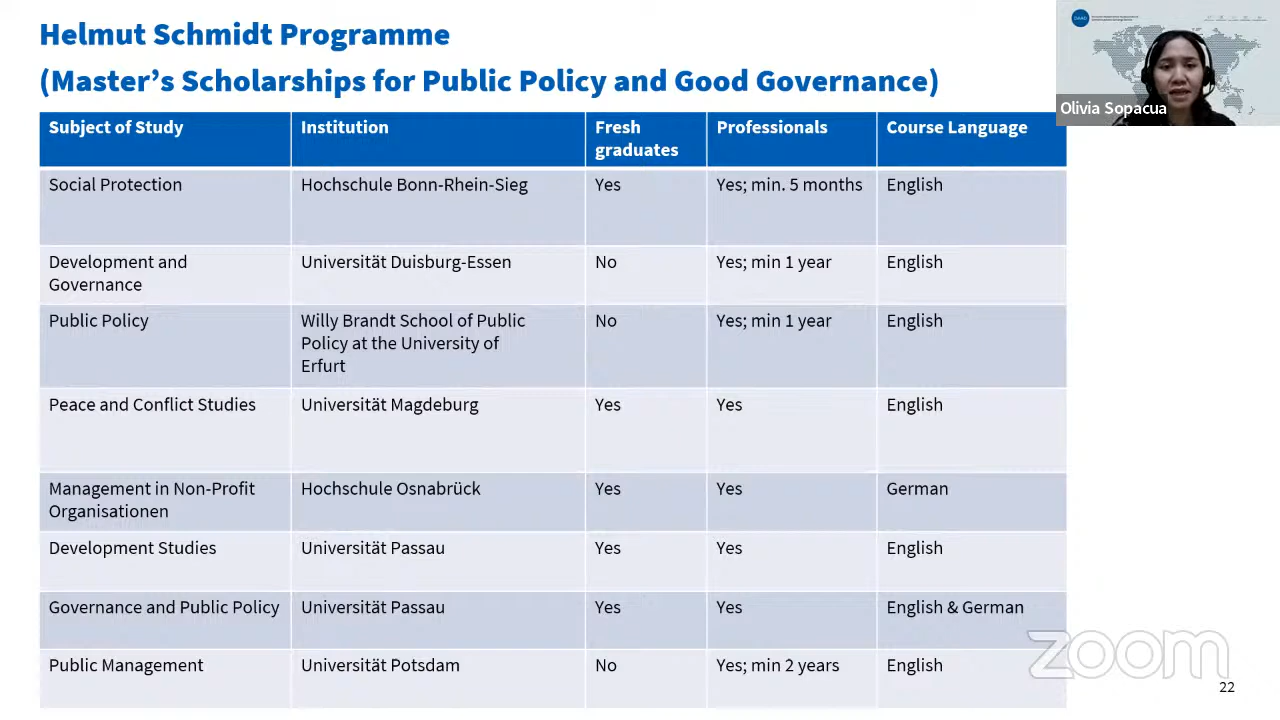 Helmut Schmidt Programme
(Master's Scholarships for Public Policy and Good Governance)
DAAD
Olivia Sopacua
Subject of Study Institution Fresh graduates Professionals Course Language
Social Protection Hochschule Bonn-Rhein-Sieg Yes Yes; min. 5 months English
Development and Governance Universität Duisburg-Essen No Yes; min 1 year English
Public Policy Willy Brandt School of Public Policy at the University of Erfurt No Yes; min 1 year English
Peace and Conflict Studies Universität Magdeburg Yes Yes English
Management in Non-Profit Organisationen Hochschule Osnabrück Yes Yes German
Development Studies Universität Passau Yes Yes English
Governance and Public Policy Universität Passau Yes Yes English & German
Public Management Universität Potsdam No Yes; min 2 years English
zoom
22